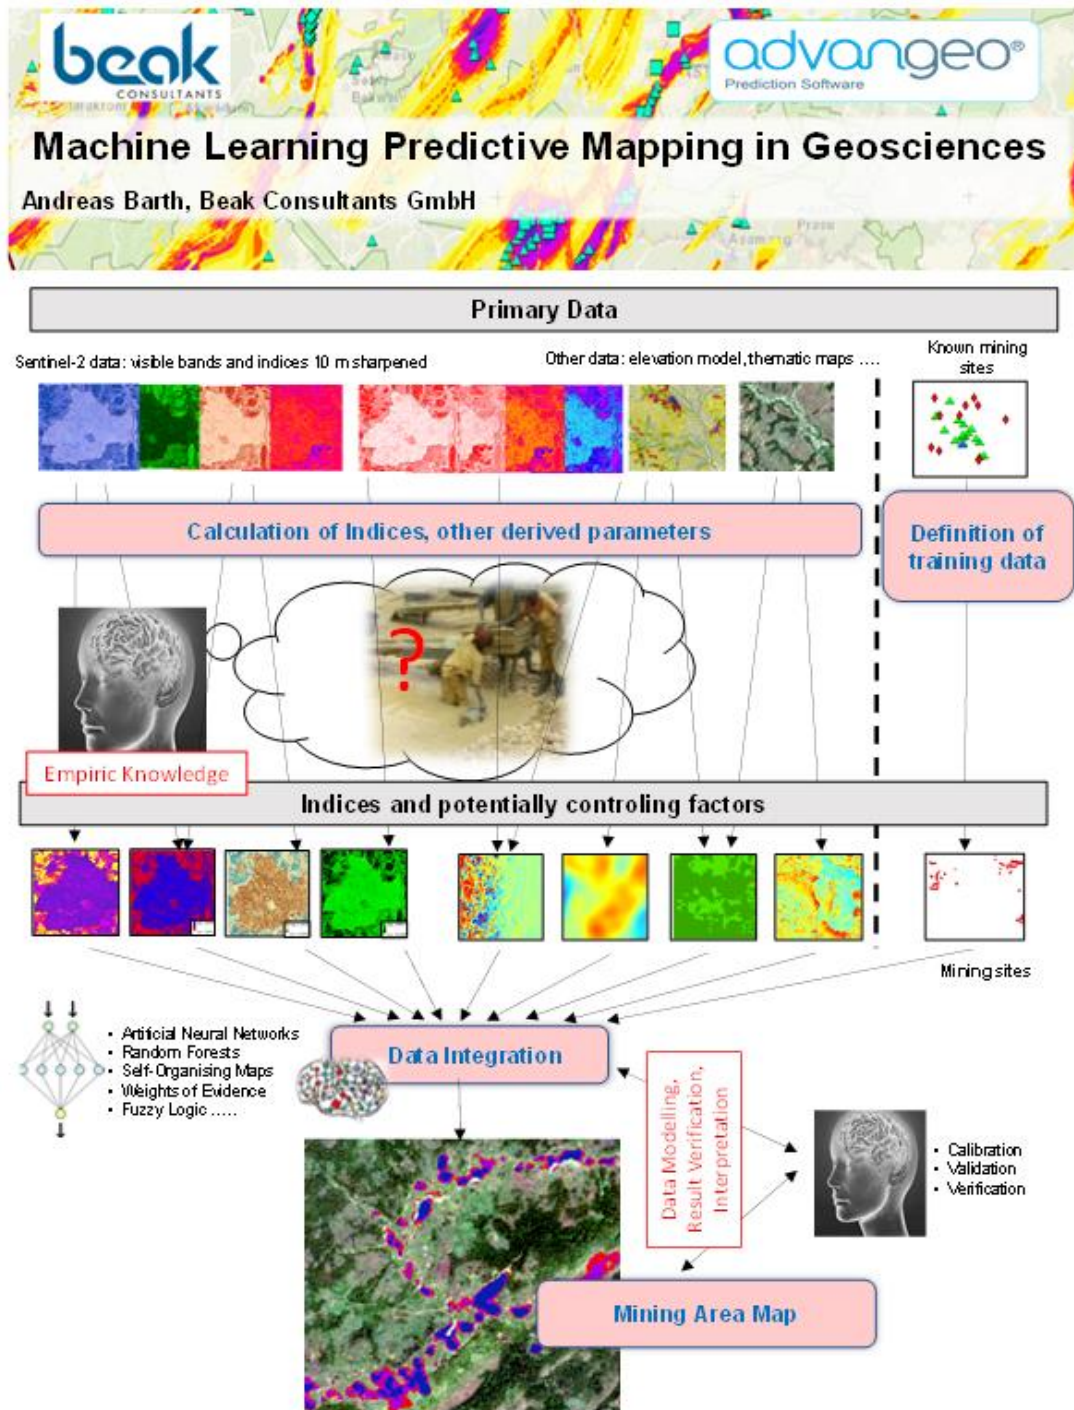 beak
CONSULTANTS
advangeo®
Prediction Software
Machine Learning Predictive Mapping in Geosciences
Andreas Barth, Beak Consultants GmbH
Primary Data
Sentinel-2 data: visible bands and indices 10 m sharpened
Other data: elevation model, thematic maps ....
Known mining
sites
Calculation of Indices, other derived parameters
Definition of
training data
?
Empiric Knowledge
Indices and potentially controling factors
Mining sites
• Artificial Neural Networks
• Random Forests
• Self-Organising Maps
• Weights of Evidence
• Fuzzy Logic .....
Data Integration
Data Modelling,
Result Verification,
Interpretation
• Calibration
• Validation
• Verification
Mining Area Map